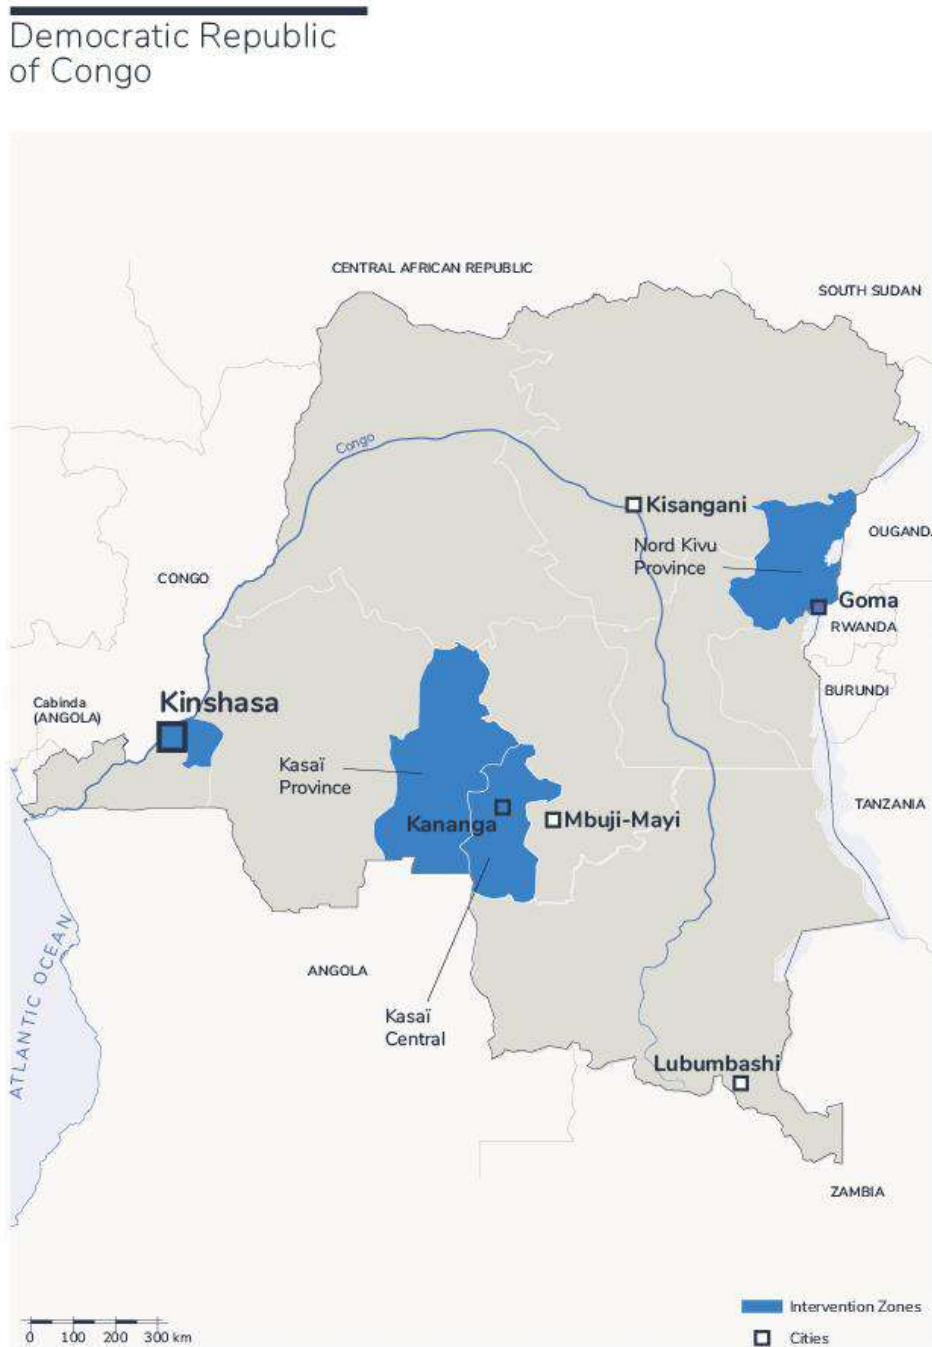 Democratic Republic
of Congo
CENTRAL AFRICAN REPUBLIC
SOUTH SUDAN
Congo
Kisangani
OUGAND
Nord Kivu
Province
CONGO
Goma
RWANDA
BURUNDI
Kinshasa
Cabinda
(ANGOLA)
Kasaï
Province
TANZANIA
Kananga
Mbuji-Mayi
ATLANTIC OCEAN
ANGOLA
Kasaï
Central
Lubumbashi
ZAMBIA
Intervention Zones
0 100 200 300 km
Cities